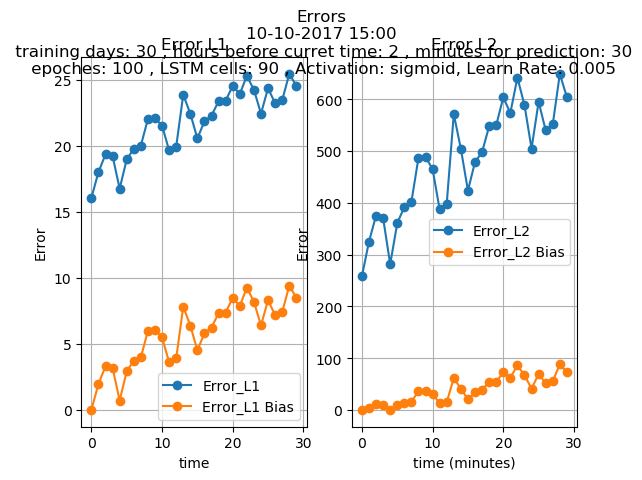 Errors
10-10-2017 15:00
training days: 30 , hours before curret time: 2 , minutes for prediction: 30
epoches: 100 , LSTM cells: 90 , Activation: sigmoid, Learn Rate: 0.005
Error L1
Error L2
25
20
15
10
5
0
Error
0
10
20
30
time
Error_L1
Error_L1 Bias
600
500
400
300
200
100
0
Error
0
10
20
30
time (minutes)
Error_L2
Error_L2 Bias